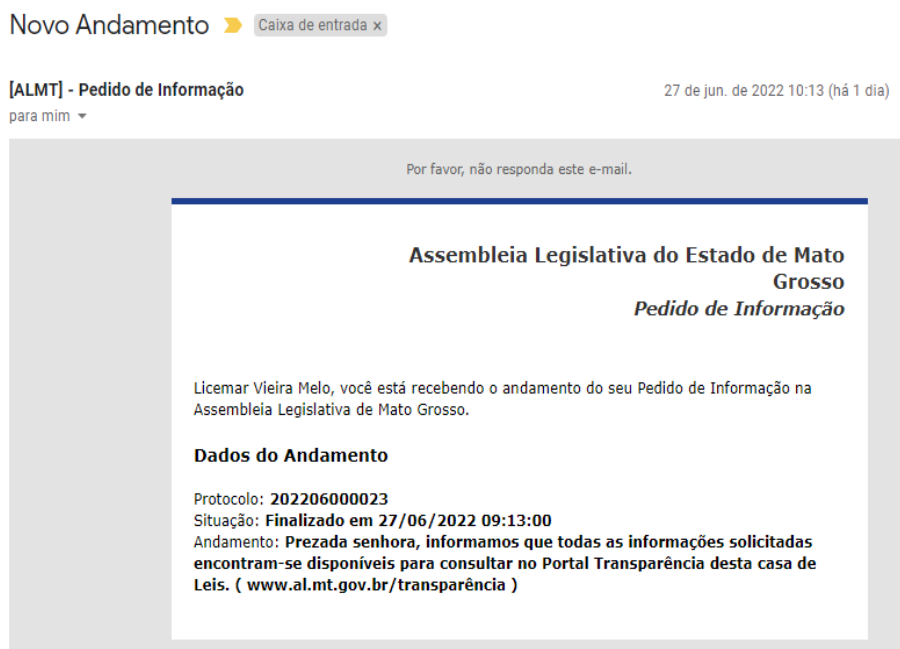 Novo Andamento Caixa de entrada x
[ALMT] - Pedido de Informação 27 de jun. de 2022 10:13 (há 1 dia)
para mim
Por favor, não responda este e-mail.
Assembleia Legislativa do Estado de Mato
Grosso
Pedido de Informação
Licemar Vieira Melo, você está recebendo o andamento do seu Pedido de Informação na
Assembleia Legislativa de Mato Grosso.
Dados do Andamento
Protocolo: 202206000023
Situação: Finalizado em 27/06/2022 09:13:00
Andamento: Prezada senhora, informamos que todas as informações solicitadas
encontram-se disponíveis para consultar no Portal Transparência desta casa de
Leis. ( www.al.mt.gov.br/transparência )